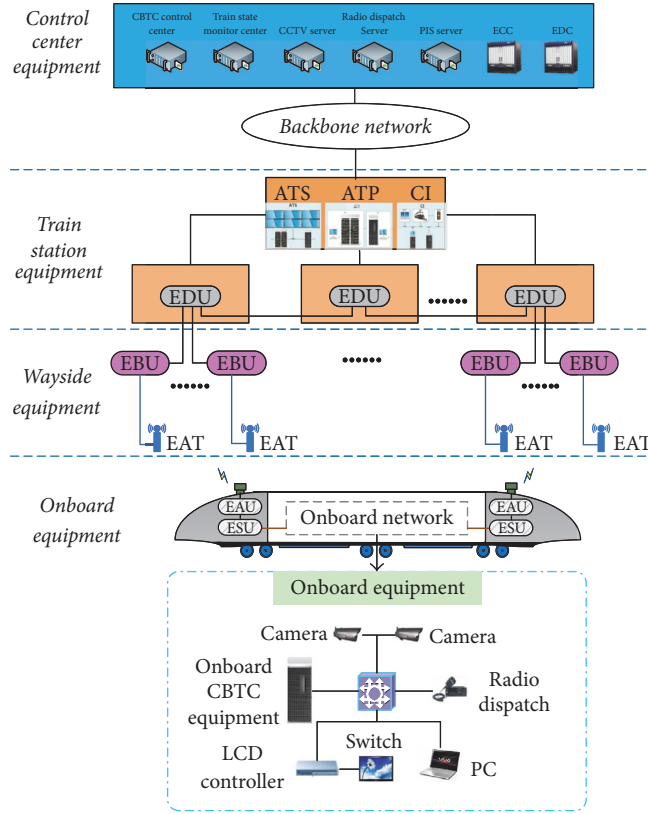 Control
center
equipment
CBTC control
center
Train state
monitor center
CCTV server
Radio dispatch
Server
PIS server
ECC
EDC
Backbone network
Train
station
equipment
ATS
ATP
CI
ATS
CI
EDU
EDU
EDU
Wayside
equipment
EBU
EBU
EBU
EBU
EAT
EAT
EAT
EAT
Onboard
equipment
EAU
ESU
Onboard network
EAU
ESU
Onboard equipment
Camera
Camera
Onboard
CBTC
equipment
Radio
dispatch
LCD
controller
Switch
PC